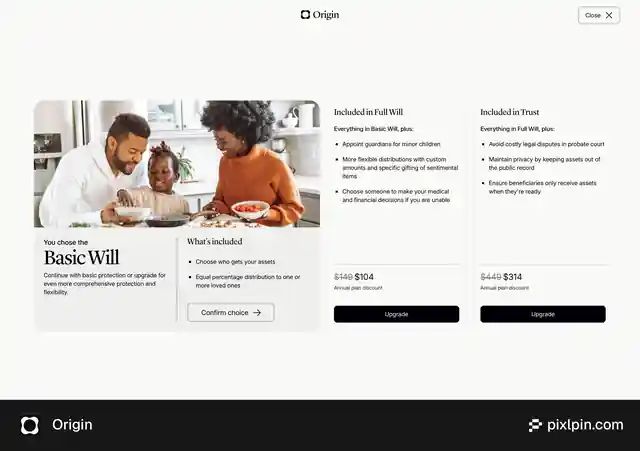 Origin
Close
You chose the
Basic Will
Continue with basic protection or upgrade for
even more comprehensive protection and
flexibility.
What's included
Choose who gets your assets
Equal percentage distribution to one or
more loved ones
Confirm choice
Included in Full Will
Everything in Basic Will, plus:
Appoint guardians for minor children
More flexible distributions with custom
amounts and specific gifting of sentimental
items
Choose someone to make your medical
and financial decisions if you are unable
$149 $104
Annual plan discount
Upgrade
Included in Trust
Everything in Full Will, plus:
Avoid costly legal disputes in probate court
Maintain privacy by keeping assets out of
the public record
Ensure beneficiaries only receive assets
when they're ready
$449 $314
Annual plan discount
Upgrade
Origin
pixlpin.com